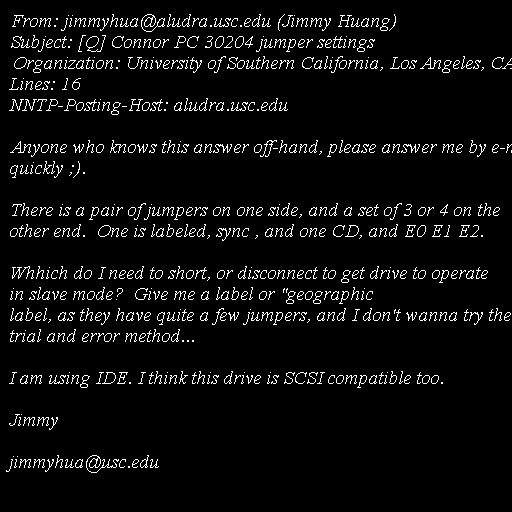 From: jimmyhua@aludra.usc.edu (Jimmy Huang)
Subject: [Q] Connor PC 30204 jumper settings
Organization: University of Southern California, Los Angeles, CA
Lines: 16
NNTP-Posting-Host: aludra.usc.edu
Anyone who knows this answer off-hand, please answer me by
quickly ;).
There is a pair of jumpers on one side, and a set of 3 or 4 on the
other end.  One is labeled, sync , and one CD, and E0 E1 E2.
Whhich do I need to short, or disconnect to get drive to operate
in slave mode?  Give me a label or "geographic
label, as they have quite a few jumpers, and I don't wanna try the
trial and error method...
I am using IDE. I think this drive is SCSI compatible too.
Jimmy
jimmyhua@usc.edu